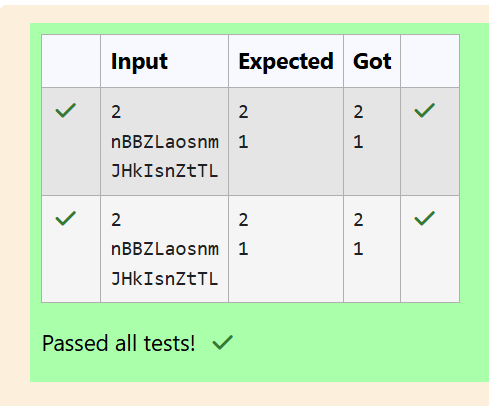 Input Expected Got
2 2 2
nBBZLaosnm 1 1
JHkIsnZtTL
2 2 2
nBBZLaosnm 1 1
JHkIsnZtTL
Passed all tests!